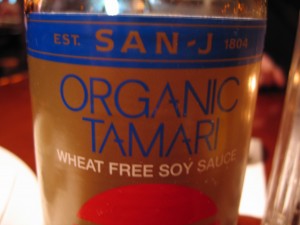 EST. SAN-J 1804
ORGANIC
TAMARI
WHEAT FREE SOY SAUCE